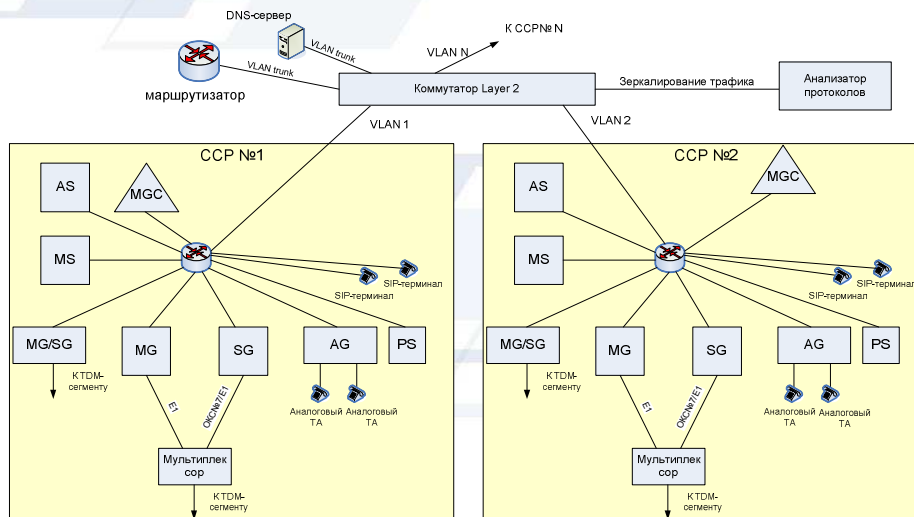 DNS-сервер
К ССР№ N
VLAN trunk
VLAN N
VLAN trunk
маршрутизатор
Коммутатор Layer 2
Зеркалирование трафика
Анализатор
протоколов
VLAN 1
VLAN 2
ССР №1
AS
MGC
MS
SIP-терминал
SIP-терминал
MG/SG
MG
SG
AG
PS
К TDM-
сегменту
E1
ОКС№7/E1
Аналоговый
ТА
Аналоговый
ТА
Мультиплек
сор
К TDM-
сегменту
ССР №2
AS
MGC
MS
SIP-терминал
SIP-терминал
MG/SG
MG
SG
AG
PS
К TDM-
сегменту
E1
ОКС№7/E1
Аналоговый
ТА
Аналоговый
ТА
Мультиплек
сор
К TDM-
сегменту